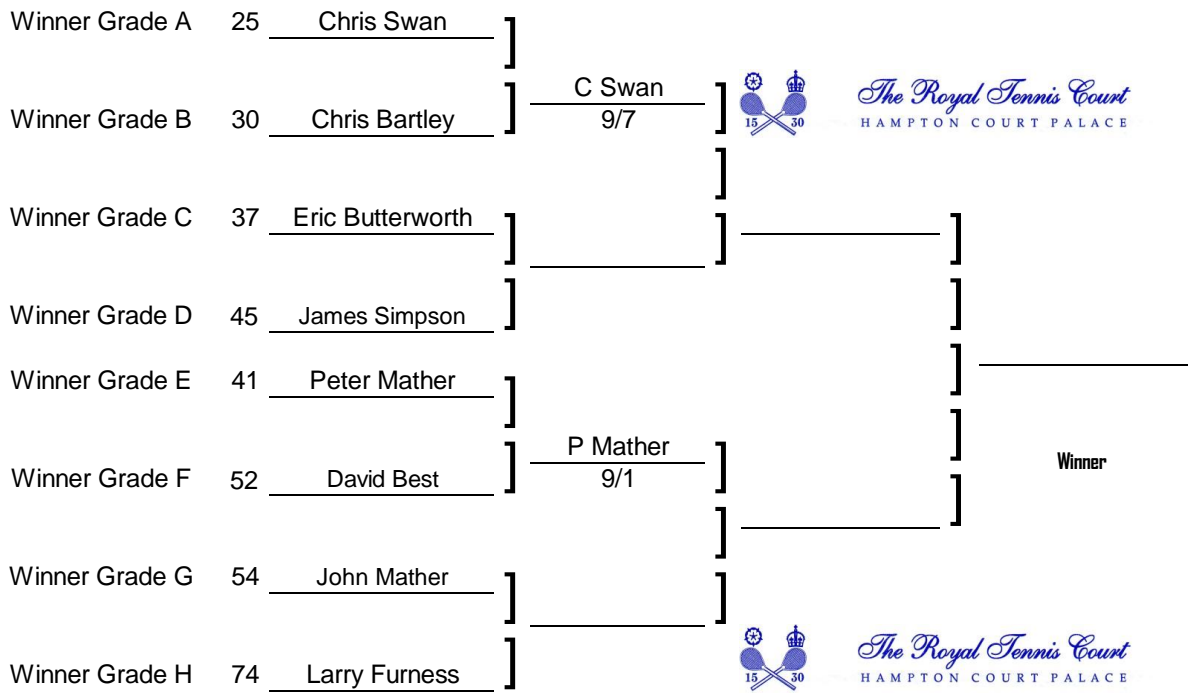 Winner Grade A 25 Chris Swan
C Swan
9/7
Winner Grade B 30 Chris Bartley
15 30
The Royal Tennis Court
HAMPTON COURT PALACE
Winner Grade C 37 Eric Butterworth
Winner Grade D 45 James Simpson
Winner Grade E 41 Peter Mather
P Mather
9/1
Winner Grade F 52 David Best
Winner
Winner Grade G 54 John Mather
Winner Grade H 74 Larry Furness
15 30
The Royal Tennis Court
HAMPTON COURT PALACE